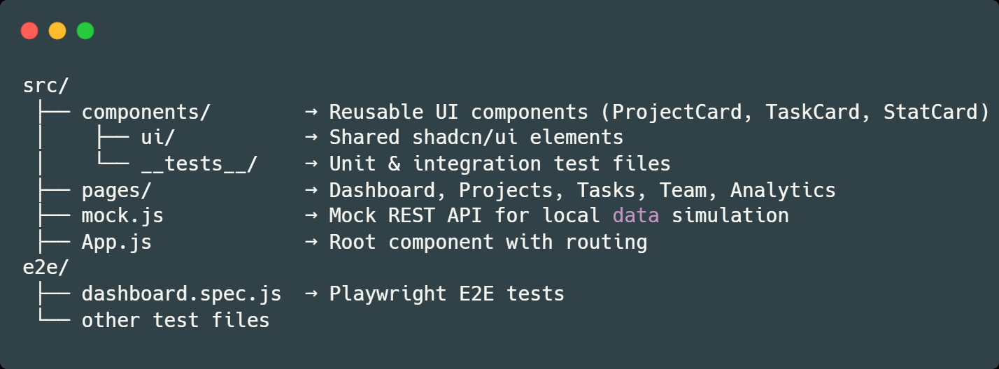 src/
 ├── components/        → Reusable UI components (ProjectCard, TaskCard, StatCard)
 │    ├── ui/           → Shared shadcn/ui elements
 │    └── __tests__/    → Unit & integration test files
 ├── pages/             → Dashboard, Projects, Tasks, Team, Analytics
 ├── mock.js            → Mock REST API for local data simulation
 ├── App.js             → Root component with routing
e2e/
 ├── dashboard.spec.js  → Playwright E2E tests
 └── other test files